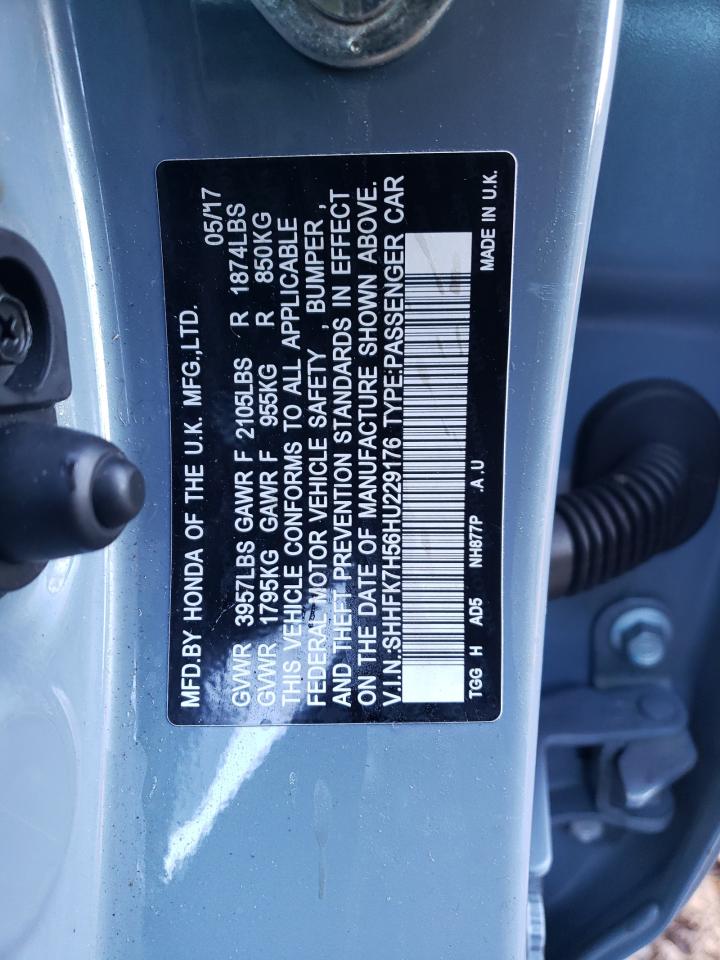 MFD.BY HONDA OF THE U.K. MFG.,LTD.
05/17
GVWR 3957LBS GAWR F 2105LBS R 1874LBS
GVWR 1795KG GAWR F 955KG R 850KG
THIS VEHICLE CONFORMS TO ALL APPLICABLE
FEDERAL MOTOR VEHICLE SAFETY , BUMPER ,
AND THEFT PREVENTION STANDARDS IN EFFECT
ON THE DATE OF MANUFACTURE SHOWN ABOVE.
V.I.N.:SHHFK7H56HU229176 TYPE:PASSENGER CAR
TGG H AD5 NH877P .A .U MADE IN U.K.